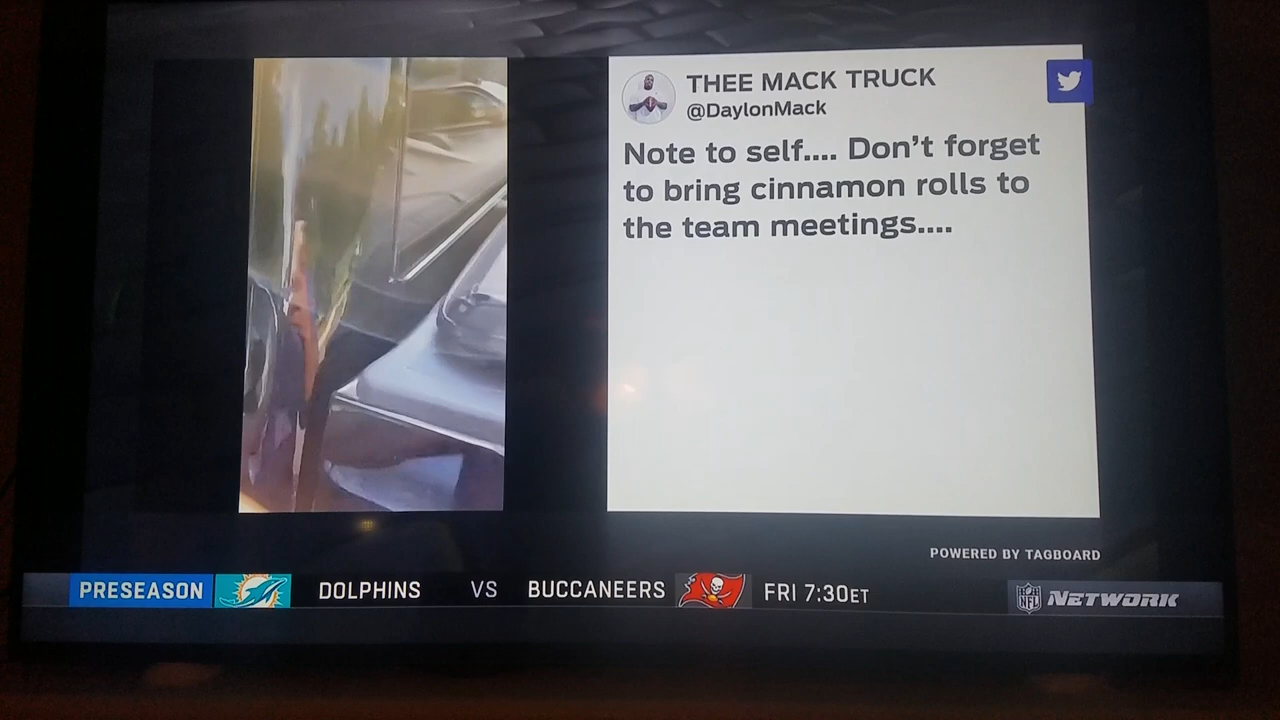 THEE MACK TRUCK
@DaylonMack
Note to self.... Don't forget
to bring cinnamon rolls to
the team meetings....
POWERED BY TAGBOARD
PRESEASON DOLPHINS VS BUCCANEERS FRI 7:30ET NFL NETWORK